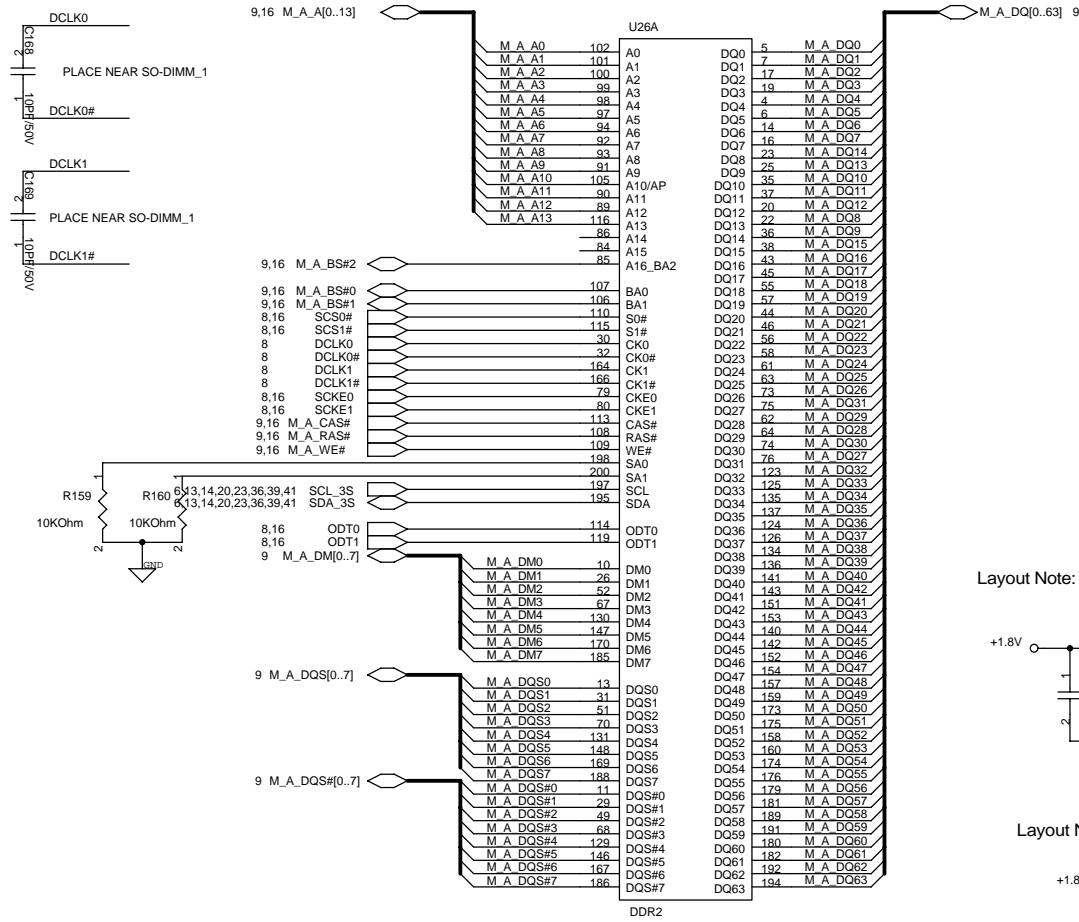 DCLK0
C168
2
1
PLACE NEAR SO-DIMM_1
10PF/50V
DCLK0#
DCLK1
C169
2
1
PLACE NEAR SO-DIMM_1
10PF/50V
DCLK1#
9,16 M_A_A[0..13]
M_A_DQ[0..63] 9
U26A
M_A_A0 102 A0
M_A_A1 101 A1
M_A_A2 100 A2
M_A_A3 99 A3
M_A_A4 98 A4
M_A_A5 97 A5
M_A_A6 94 A6
M_A_A7 92 A7
M_A_A8 93 A8
M_A_A9 91 A9
M_A_A10 105 A10/AP
M_A_A11 90 A11
M_A_A12 89 A12
M_A_A13 116 A13
86 A14
84 A15
9,16 M_A_BS#2 85 A16_BA2
9,16 M_A_BS#0 107 BA0
9,16 M_A_BS#1 106 BA1
8,16 SCS0# 110 S0#
8,16 SCS1# 115 S1#
8 DCLK0 30 CK0
8 DCLK0# 32 CK0#
8 DCLK1 164 CK1
8 DCLK1# 166 CK1#
8,16 SCKE0 79 CKE0
8,16 SCKE1 80 CKE1
9,16 M_A_CAS# 113 CAS#
9,16 M_A_RAS# 108 RAS#
9,16 M_A_WE# 109 WE#
198 SA0
200 SA1
6,13,14,20,23,36,39,41 SCL_3S 197 SCL
6,13,14,20,23,36,39,41 SDA_3S 195 SDA
1
R159
10KOhm
2
1
R160
10KOhm
2
GND
8,16 ODT0 114 ODT0
8,16 ODT1 119 ODT1
9 M_A_DM[0..7]
M_A_DM0 10 DM0
M_A_DM1 26 DM1
M_A_DM2 52 DM2
M_A_DM3 67 DM3
M_A_DM4 130 DM4
M_A_DM5 147 DM5
M_A_DM6 170 DM6
M_A_DM7 185 DM7
9 M_A_DQS[0..7]
M_A_DQS0 13 DQS0
M_A_DQS1 31 DQS1
M_A_DQS2 51 DQS2
M_A_DQS3 70 DQS3
M_A_DQS4 131 DQS4
M_A_DQS5 148 DQS5
M_A_DQS6 169 DQS6
M_A_DQS7 188 DQS7
9 M_A_DQS#[0..7]
M_A_DQS#0 11 DQS#0
M_A_DQS#1 29 DQS#1
M_A_DQS#2 49 DQS#2
M_A_DQS#3 68 DQS#3
M_A_DQS#4 129 DQS#4
M_A_DQS#5 146 DQS#5
M_A_DQS#6 167 DQS#6
M_A_DQS#7 186 DQS#7
DQ0 5 M_A_DQ0
DQ1 7 M_A_DQ1
DQ2 17 M_A_DQ2
DQ3 19 M_A_DQ3
DQ4 4 M_A_DQ4
DQ5 6 M_A_DQ5
DQ6 14 M_A_DQ6
DQ7 16 M_A_DQ7
DQ8 23 M_A_DQ14
DQ9 25 M_A_DQ13
DQ10 35 M_A_DQ10
DQ11 37 M_A_DQ11
DQ12 20 M_A_DQ12
DQ13 22 M_A_DQ8
DQ14 36 M_A_DQ9
DQ15 38 M_A_DQ15
DQ16 43 M_A_DQ16
DQ17 45 M_A_DQ17
DQ18 55 M_A_DQ18
DQ19 57 M_A_DQ19
DQ20 44 M_A_DQ20
DQ21 46 M_A_DQ21
DQ22 56 M_A_DQ22
DQ23 58 M_A_DQ23
DQ24 61 M_A_DQ24
DQ25 63 M_A_DQ25
DQ26 73 M_A_DQ26
DQ27 75 M_A_DQ31
DQ28 62 M_A_DQ29
DQ29 64 M_A_DQ28
DQ30 74 M_A_DQ30
DQ31 76 M_A_DQ27
DQ32 123 M_A_DQ32
DQ33 125 M_A_DQ33
DQ34 135 M_A_DQ34
DQ35 137 M_A_DQ35
DQ36 124 M_A_DQ36
DQ37 126 M_A_DQ37
DQ38 134 M_A_DQ38
DQ39 136 M_A_DQ39
DQ40 141 M_A_DQ40
DQ41 143 M_A_DQ42
DQ42 151 M_A_DQ41
DQ43 153 M_A_DQ43
DQ44 140 M_A_DQ44
DQ45 142 M_A_DQ45
DQ46 152 M_A_DQ46
DQ47 154 M_A_DQ47
DQ48 157 M_A_DQ48
DQ49 159 M_A_DQ49
DQ50 173 M_A_DQ50
DQ51 175 M_A_DQ51
DQ52 158 M_A_DQ52
DQ53 160 M_A_DQ53
DQ54 174 M_A_DQ54
DQ55 176 M_A_DQ55
DQ56 179 M_A_DQ56
DQ57 181 M_A_DQ57
DQ58 189 M_A_DQ58
DQ59 191 M_A_DQ59
DQ60 180 M_A_DQ60
DQ61 182 M_A_DQ61
DQ62 192 M_A_DQ62
DQ63 194 M_A_DQ63
DDR2
Layout Note:
+1.8V
1
2
Layout N
+1.8